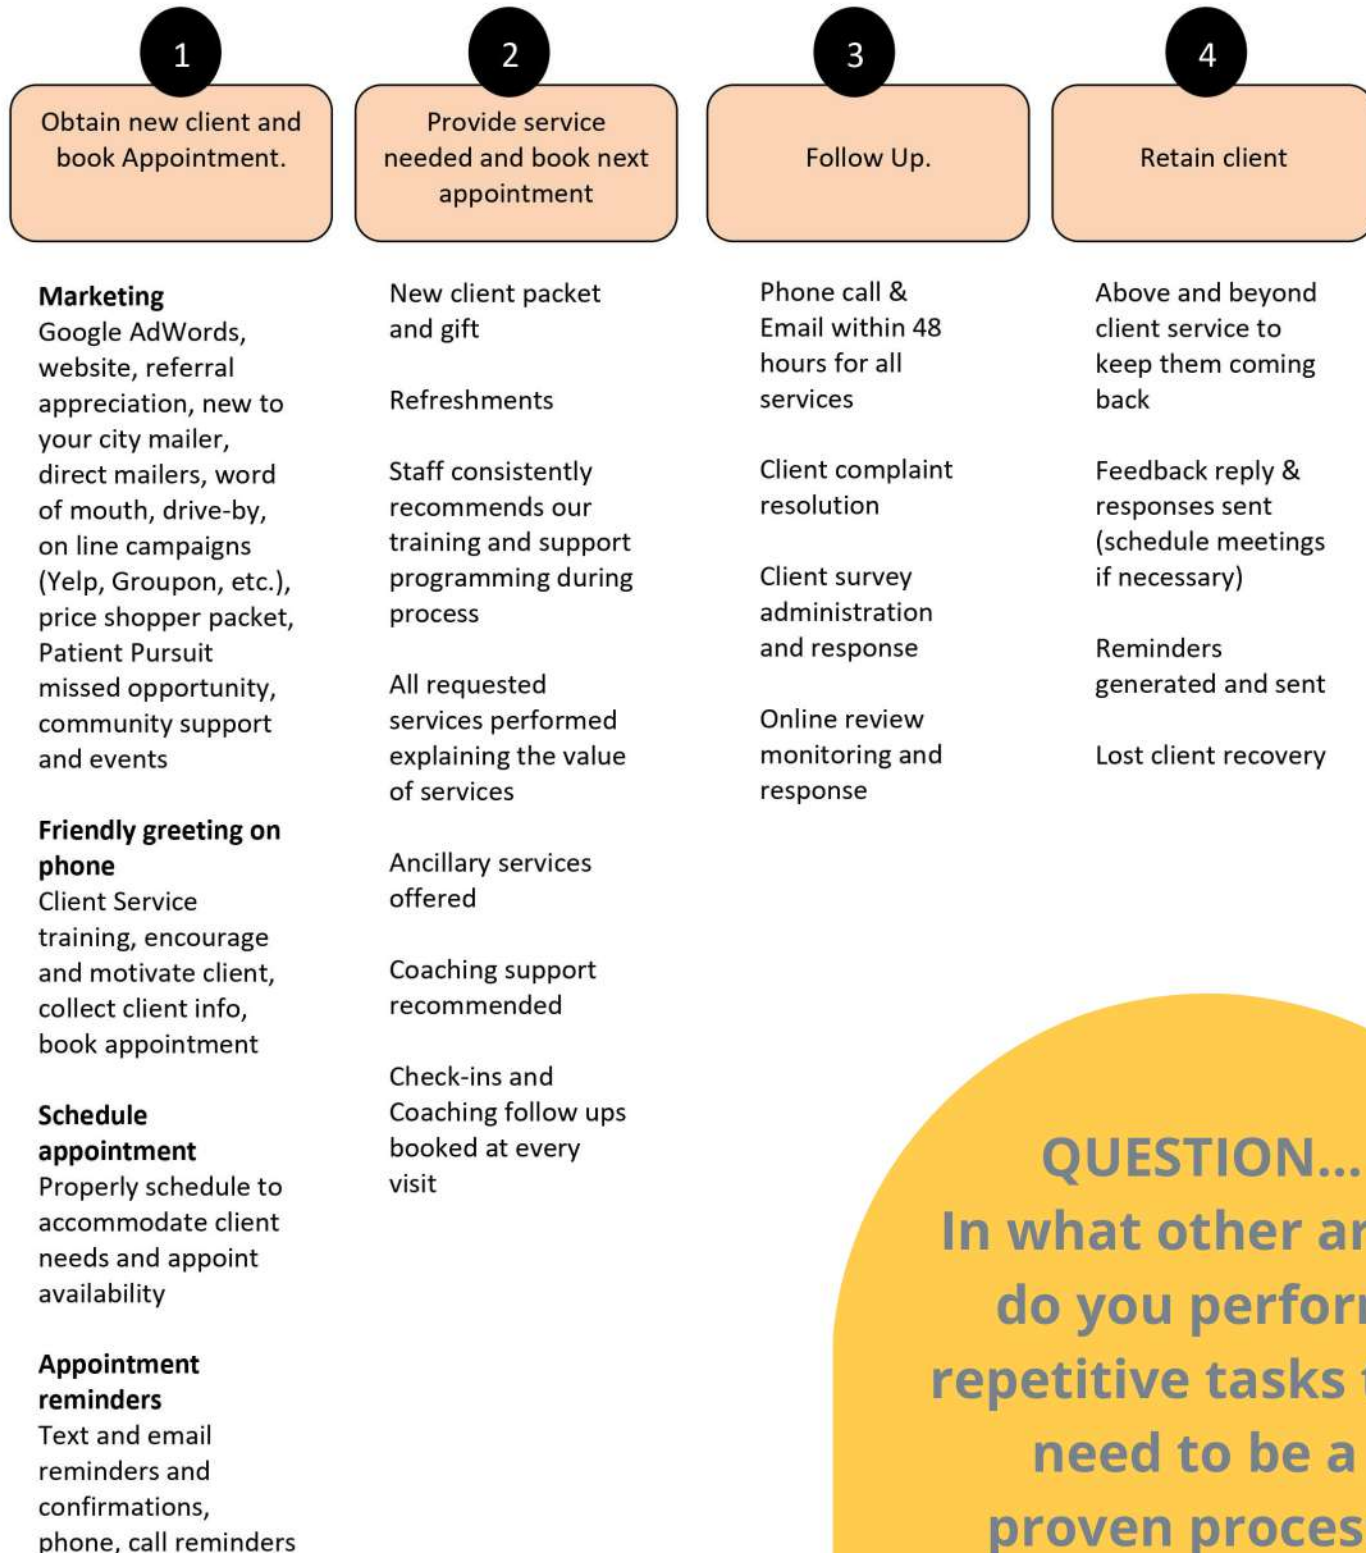 1
Obtain new client and
book Appointment.
Marketing
Google AdWords,
website, referral
appreciation, new to
your city mailer,
direct mailers, word
of mouth, drive-by,
on line campaigns
(Yelp, Groupon, etc.),
price shopper packet,
Patient Pursuit
missed opportunity,
community support
and events
Friendly greeting on
phone
Client Service
training, encourage
and motivate client,
collect client info,
book appointment
Schedule
appointment
Properly schedule to
accommodate client
needs and appoint
availability
Appointment
reminders
Text and email
reminders and
confirmations,
phone, call reminders
2
Provide service
needed and book next
appointment
New client packet
and gift
Refreshments
Staff consistently
recommends our
training and support
programming during
process
All requested
services performed
explaining the value
of services
Ancillary services
offered
Coaching support
recommended
Check-ins and
Coaching follow ups
booked at every
visit
3
Follow Up.
Phone call &
Email within 48
hours for all
services
Client complaint
resolution
Client survey
administration
and response
Online review
monitoring and
response
4
Retain client
Above and beyond
client service to
keep them coming
back
Feedback reply &
responses sent
(schedule meetings
if necessary)
Reminders
generated and sent
Lost client recovery
QUESTION...
In what other
do you
repetitive tasks
need to be a
proven